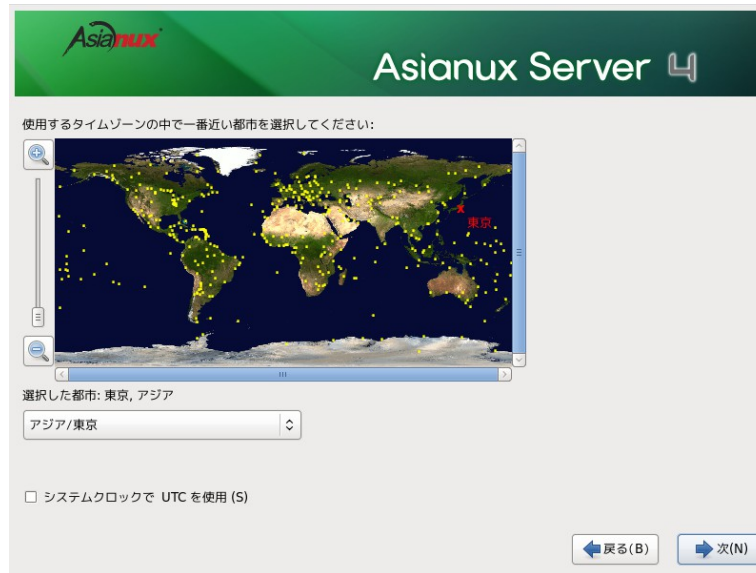 Asianux
Asianux Server 4
使用するタイムゾーンの中で一番近い都市を選択してください:
東京
選択した都市: 東京, アジア
アジア/東京
システムクロックで UTC を使用 (S)
戻る(B)
次(N)